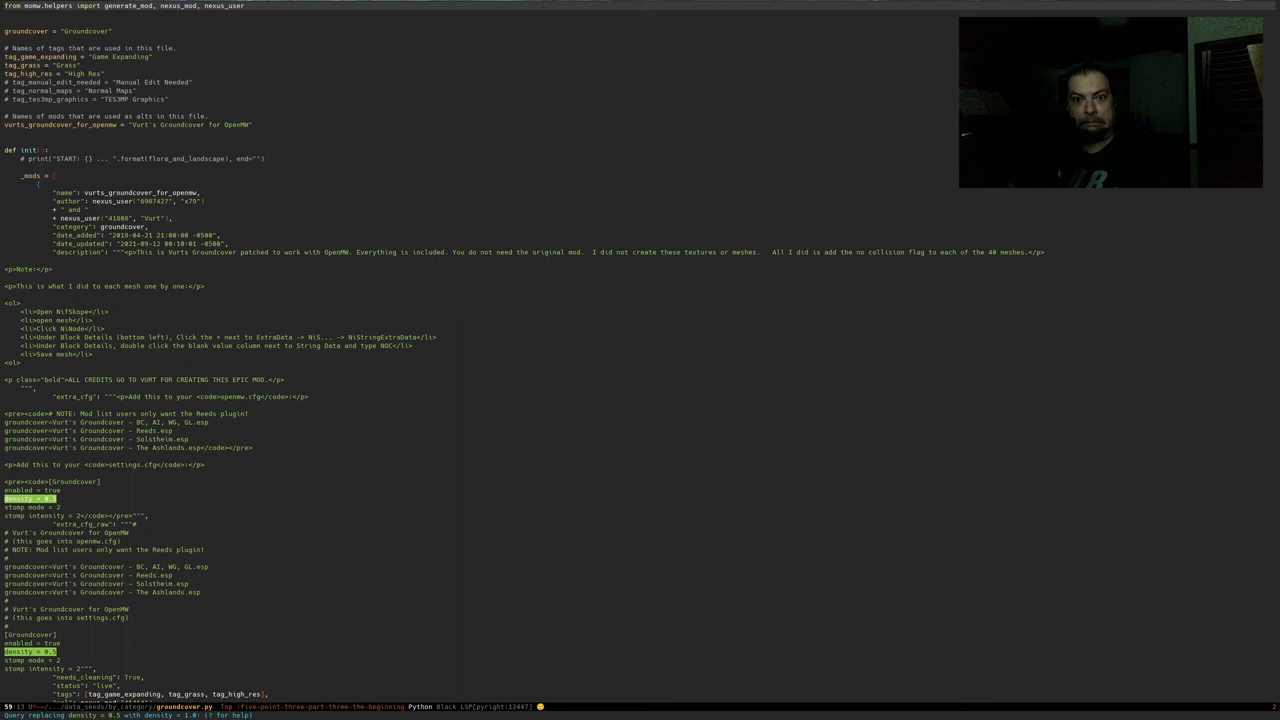 from momw.helpers import generate_mod, nexus_mod, nexus_user
groundcover = "Groundcover"
# Names of tags that are used in this file.
tag_game_expanding = "Game Expanding"
tag_grass = "Grass"
tag_high_res = "High Res"
# tag_manual_edit_needed = "Manual Edit Needed"
# tag_normal_maps = "Normal Maps"
# tag_tes3mp_graphics = "TES3MP Graphics"
# Names of mods that are used as alts in this file.
vurts_groundcover_for_openmw = "Vurt's Groundcover for OpenMW"
def init():
# print("START: {} ... ".format(flora_and_landscape), end="")
_mods = [
{
"name": vurts_groundcover_for_openmw,
"author": nexus_user("6987427", "x79")
+ " and "
+ nexus_user("41808", "Vurt"),
"category": groundcover,
"date_added": "2018-04-21 21:00:00 -0500",
"date_updated": "2021-09-12 00:18:01 -0500",
"description": """<p>This is Vurts Groundcover patched to work with OpenMW. Everything is included. You do not need the original mod.  I did not create these textures or meshes.   All I did is add the no collision flag to each of the 40 meshes.</p>
<p>Note:</p>
<p>This is what I did to each mesh one by one:</p>
<ol>
<li>Open NifSkope</li>
<li>open mesh</li>
<li>Click NiNode</li>
<li>Under Block Details (bottom left), Click the + next to ExtraData -> NiS... -> NiStringExtraData</li>
<li>Under Block Details, double click the blank value column next to String Data and type NOC</li>
<li>Save mesh</li>
<ol>
<p class="bold">ALL CREDITS GO TO VURT FOR CREATING THIS EPIC MOD.</p>
""",
"extra_cfg": """<p>Add this to your <code>openmw.cfg</code>:</p>
<pre><code># NOTE: Mod list users only want the Reeds plugin!
groundcover=Vurt's Groundcover - BC, AI, WG, GL.esp
groundcover=Vurt's Groundcover - Reeds.esp
groundcover=Vurt's Groundcover - Solstheim.esp
groundcover=Vurt's Groundcover - The Ashlands.esp</code></pre>
<p>Add this to your <code>settings.cfg</code>:</p>
<pre><code>[Groundcover]
enabled = true
density = 0.5
stomp mode = 2
stomp intensity = 2</code></pre>""",
"extra_cfg_raw": """#
# Vurt's Groundcover for OpenMW
# (this goes into openmw.cfg)
# NOTE: Mod list users only want the Reeds plugin!
#
groundcover=Vurt's Groundcover - BC, AI, WG, GL.esp
groundcover=Vurt's Groundcover - Reeds.esp
groundcover=Vurt's Groundcover - Solstheim.esp
groundcover=Vurt's Groundcover - The Ashlands.esp
#
# Vurt's Groundcover for OpenMW
# (this goes into settings.cfg)
#
[Groundcover]
enabled = true
density = 0.5
stomp mode = 2
stomp intensity = 2""",
"needs_cleaning": True,
"status": "live",
"tags": [tag_game_expanding, tag_grass, tag_high_res],
59:13 U*-~/.../data_seeds/by_category/groundcover.py  Top :five-point-three-part-three-the-beginning Python Black LSP[pyright:12447] 2
Query replacing density = 0.5 with density = 1.0: (? for help)